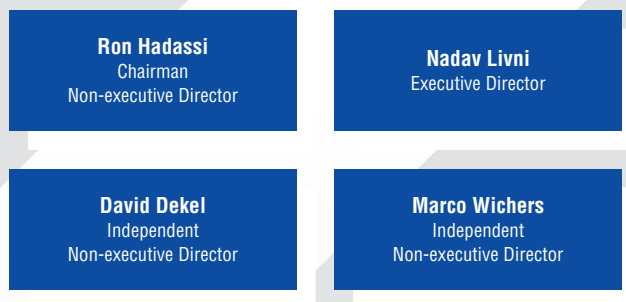 Ron Hadassi
Chairman
Non-executive Director
Nadav Livni
Executive Director
David Dekel
Independent
Non-executive Director
Marco Wichers
Independent
Non-executive Director